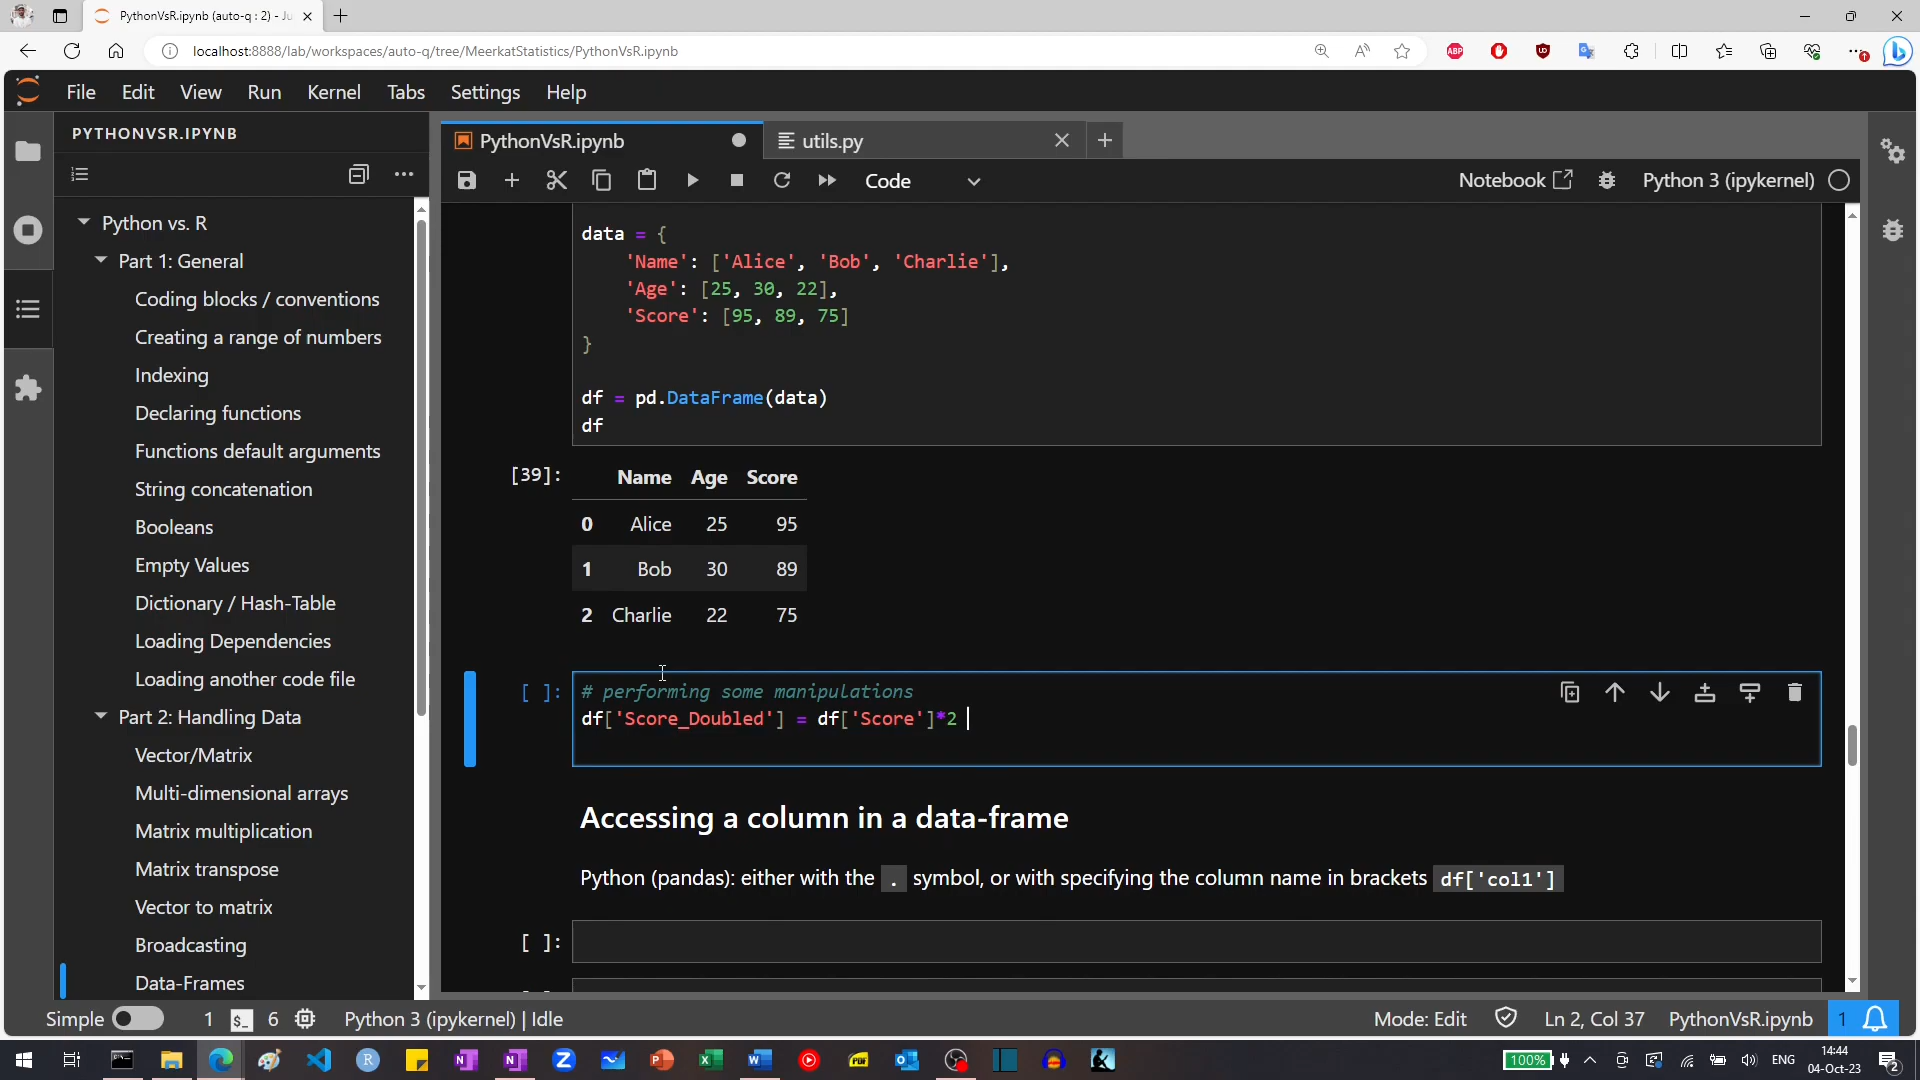 PythonVsR.ipynb (auto-q : 2) - Ju
localhost:8888/lab/workspaces/auto-q/tree/MeerkatStatistics/PythonVsR.ipynb
File Edit View Run Kernel Tabs Settings Help
PYTHONVSR.IPYNB
PythonVsR.ipynb
utils.py
Code
Notebook
Python 3 (ipykernel)
Python vs. R
Part 1: General
Coding blocks / conventions
Creating a range of numbers
Indexing
Declaring functions
Functions default arguments
String concatenation
Booleans
Empty Values
Dictionary / Hash-Table
Loading Dependencies
Loading another code file
Part 2: Handling Data
Vector/Matrix
Multi-dimensional arrays
Matrix multiplication
Matrix transpose
Vector to matrix
Broadcasting
Data-Frames
data = {
'Name': ['Alice', 'Bob', 'Charlie'],
'Age': [25, 30, 22],
'Score': [95, 89, 75]
}
df = pd.DataFrame(data)
df
[39]:
Name Age Score
0 Alice 25 95
1 Bob 30 89
2 Charlie 22 75
[ ]:
# performing some manipulations
df['Score_Doubled'] = df['Score']*2
Accessing a column in a data-frame
Python (pandas): either with the . symbol, or with specifying the column name in brackets df['col1']
[ ]:
Simple 1 $_ 6 Python 3 (ipykernel) | Idle
Mode: Edit Ln 2, Col 37 PythonVsR.ipynb 1
100% ENG 14:44
04-Oct-23 2